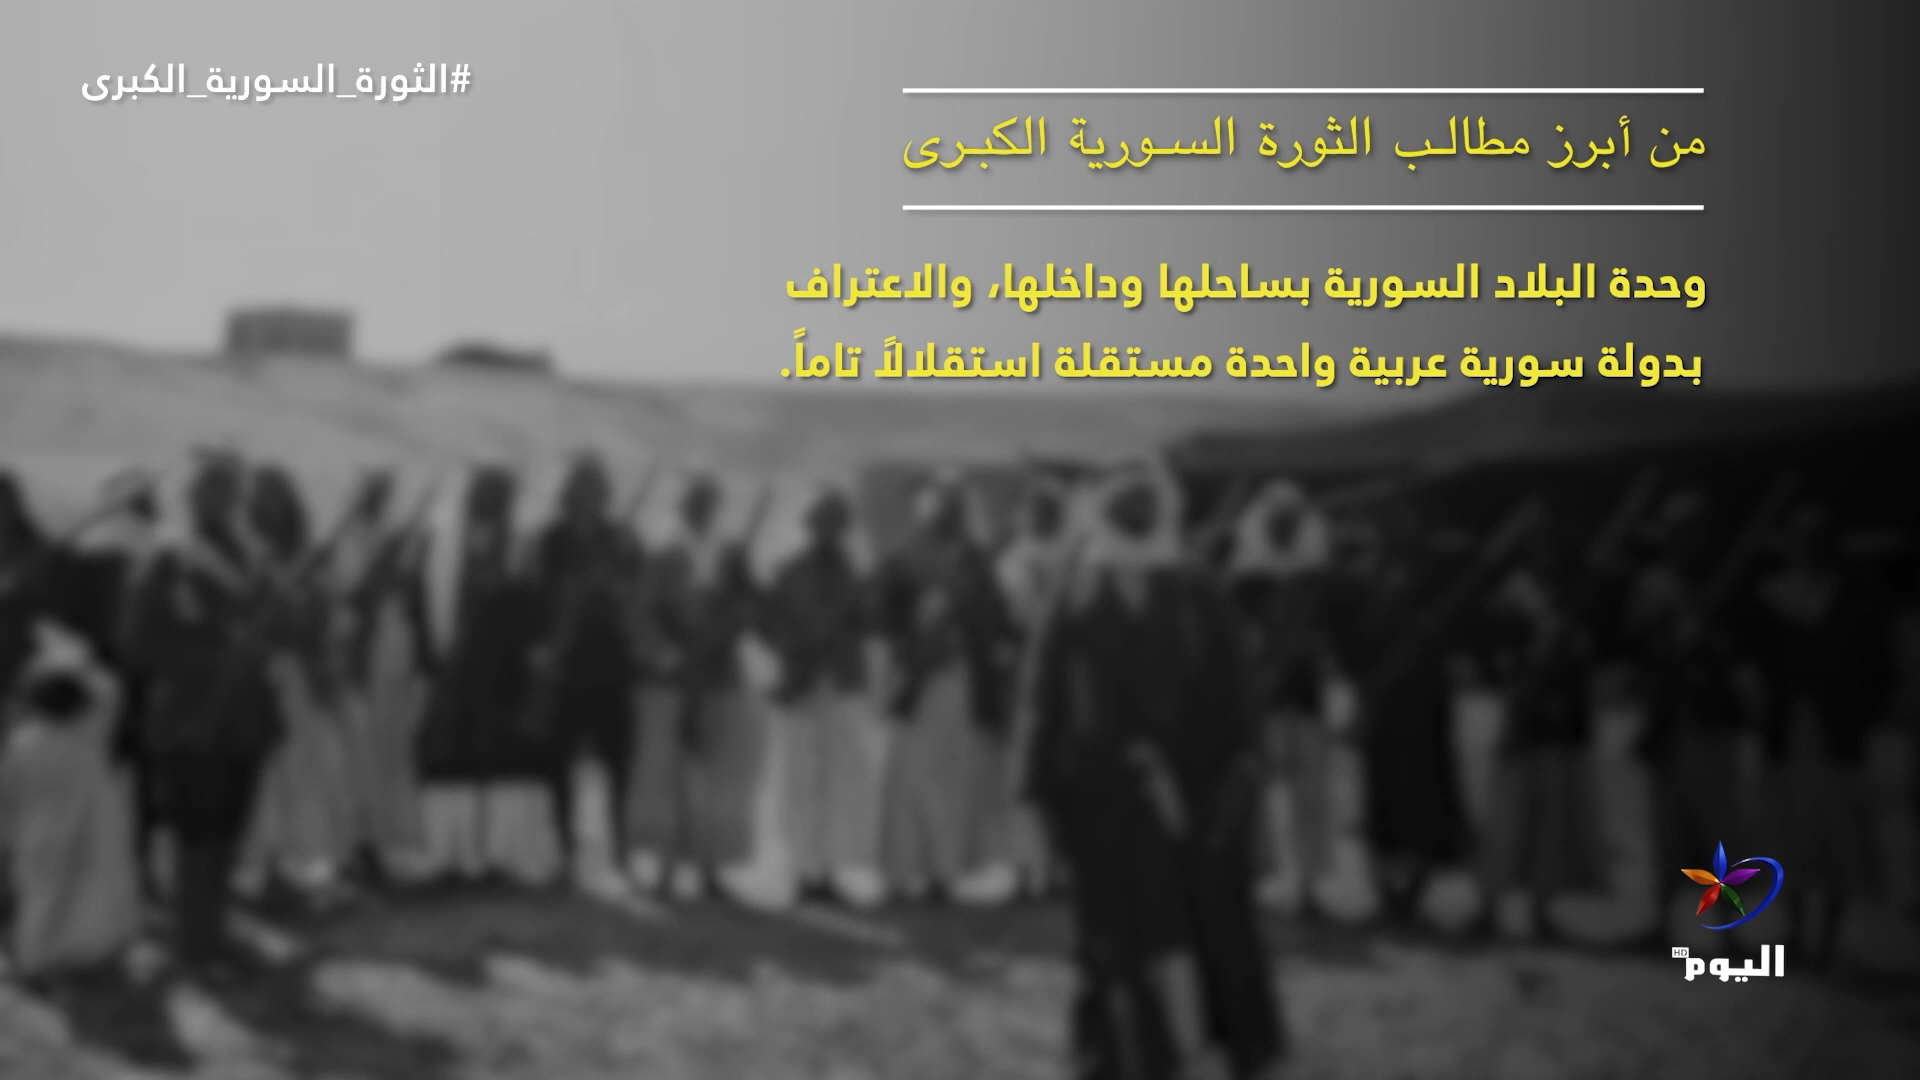 #الثورة_السورية_الكبرى
من أبرز مطالب الثورة السورية الكبرى
وحدة البلاد السورية بساحلها وداخلها، والاعتراف
بدولة سورية عربية واحدة مستقلة استقلالاً تاماً.
اليوم HD